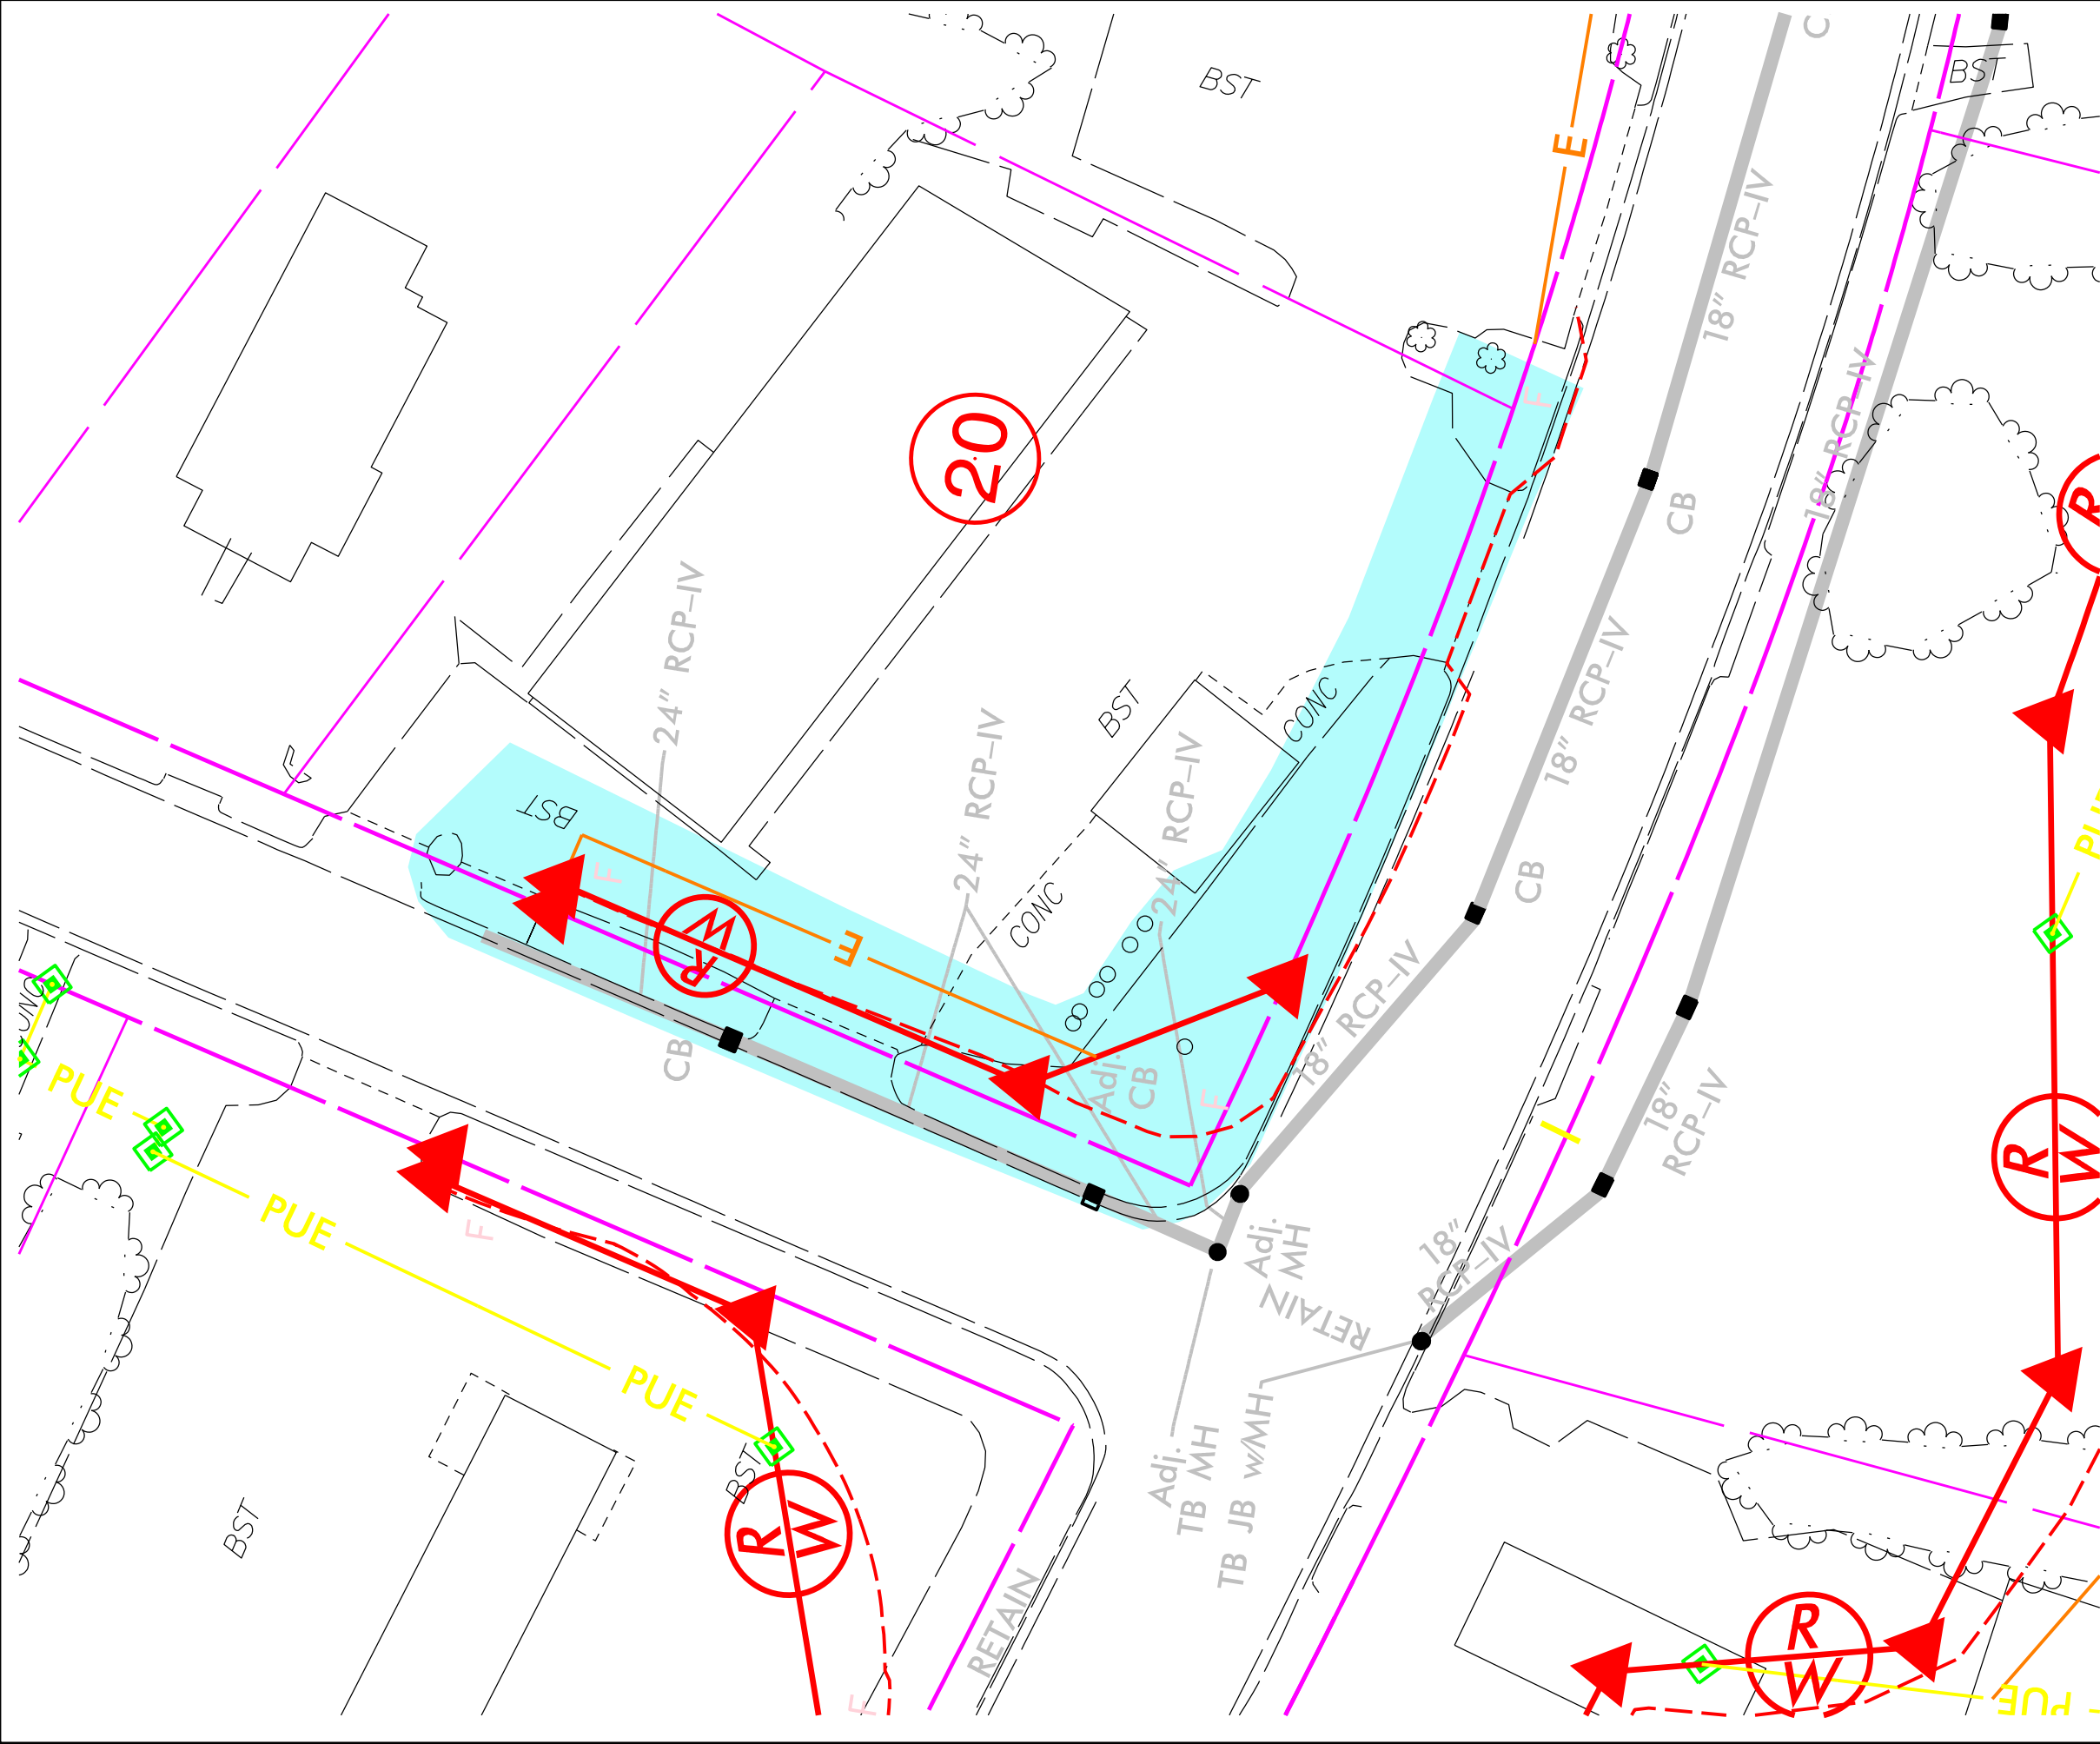 C
BST
BST
E
18" RCP-IV
F
20
18" RCP-IV
R
CB
24" RCP-IV
18" RCP-IV
CONC
BST
24" RCP-IV
24" RCP-IV
BST
F
CB
PUE
R
W
E
CONC
18" RCP-IV
CB
Adj.
CB
F
PUE
18"
RCP-IV
R
W
PUE
F
Adj.
MH
RETAIN
18"
RCP-IV
PUE
BST
Adj.
TB MH
TB JB w/MH
R
W
BST
RETAIN
F
R
W
PUE